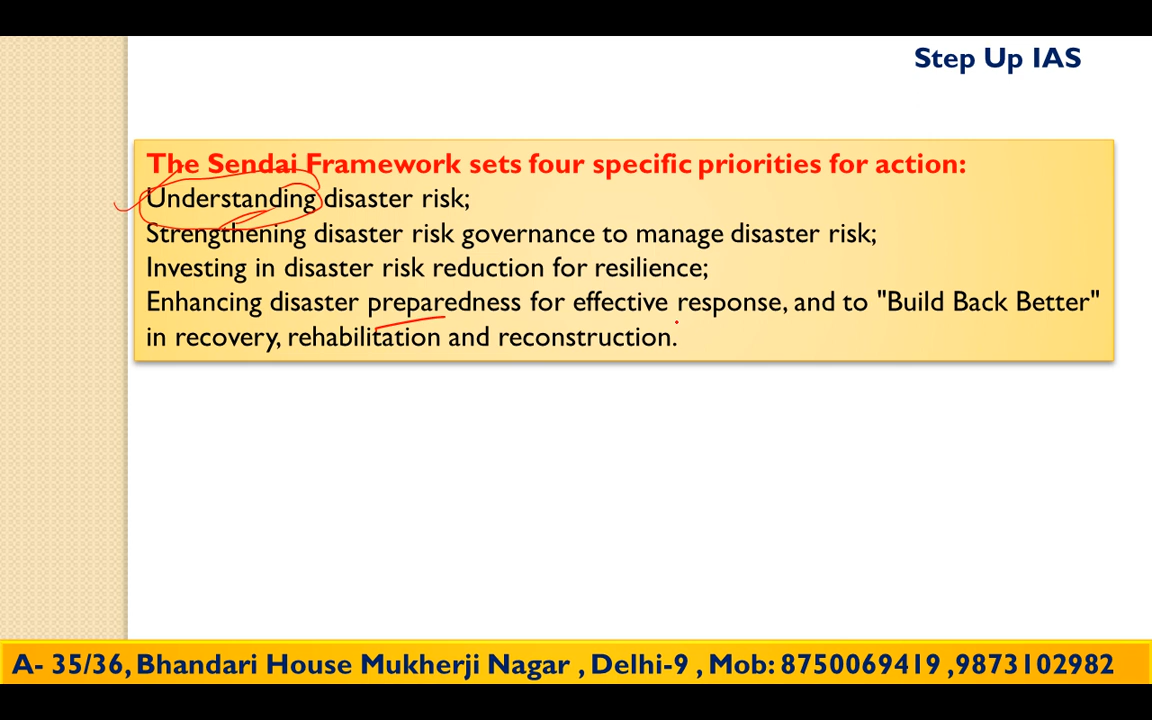 Step Up IAS
The Sendai Framework sets four specific priorities for action:
Understanding disaster risk;
Strengthening disaster risk governance to manage disaster risk;
Investing in disaster risk reduction for resilience;
Enhancing disaster preparedness for effective response, and to "Build Back Better"
in recovery, rehabilitation and reconstruction.
A- 35/36, Bhandari House Mukherji Nagar , Delhi-9 , Mob: 8750069419 ,9873102982